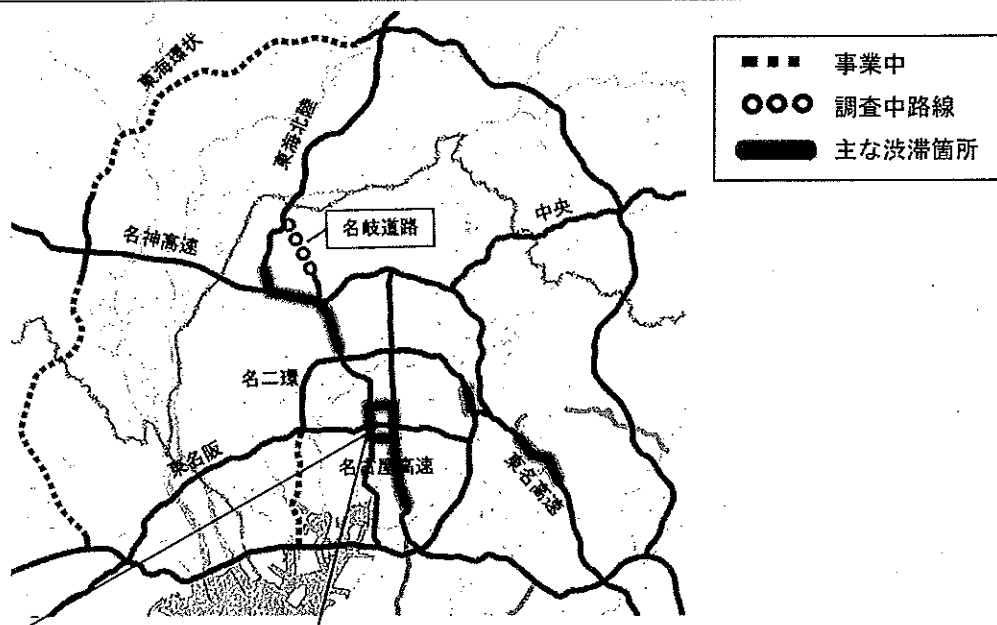 東海環状
東海北陸
名岐道路
中央
名神高速
名二環
東名阪
名古屋高速
東名高速
事業中
調査中路線
主な渋滞箇所